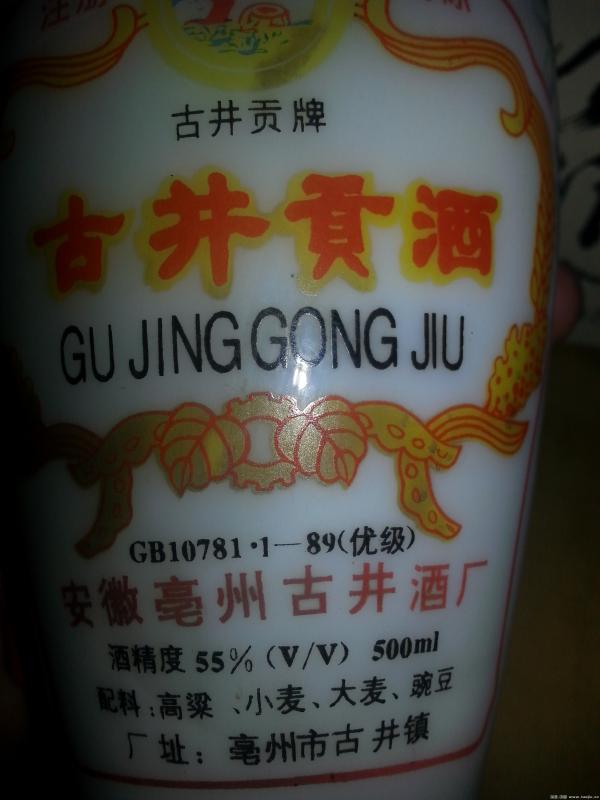 注册
古井贡牌
古井贡酒
GU JING GONG JIU
GB10781·1—89(优级)
安徽亳州古井酒厂
酒精度 55%（V/V） 500ml
配料：高粱、小麦、大麦、豌豆
厂址：亳州市古井镇